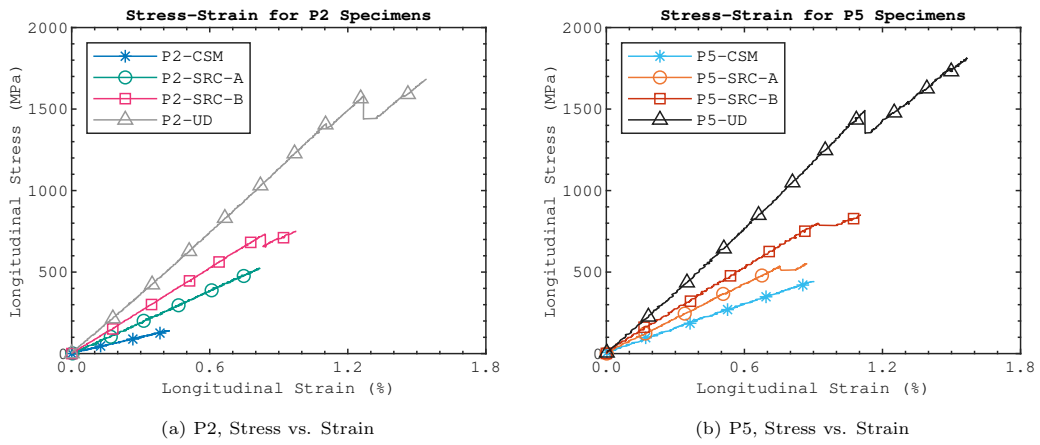 Stress-Strain for P2 Specimens
2000
1500
1000
500
0
Longitudinal Stress (MPa)
P2-CSM
P2-SRC-A
P2-SRC-B
P2-UD
0.0 0.6 1.2 1.8
Longitudinal Strain (%)
(a) P2, Stress vs. Strain
Stress-Strain for P5 Specimens
2000
1500
1000
500
0
Longitudinal Stress (MPa)
P5-CSM
P5-SRC-A
P5-SRC-B
P5-UD
0.0 0.6 1.2 1.8
Longitudinal Strain (%)
(b) P5, Stress vs. Strain